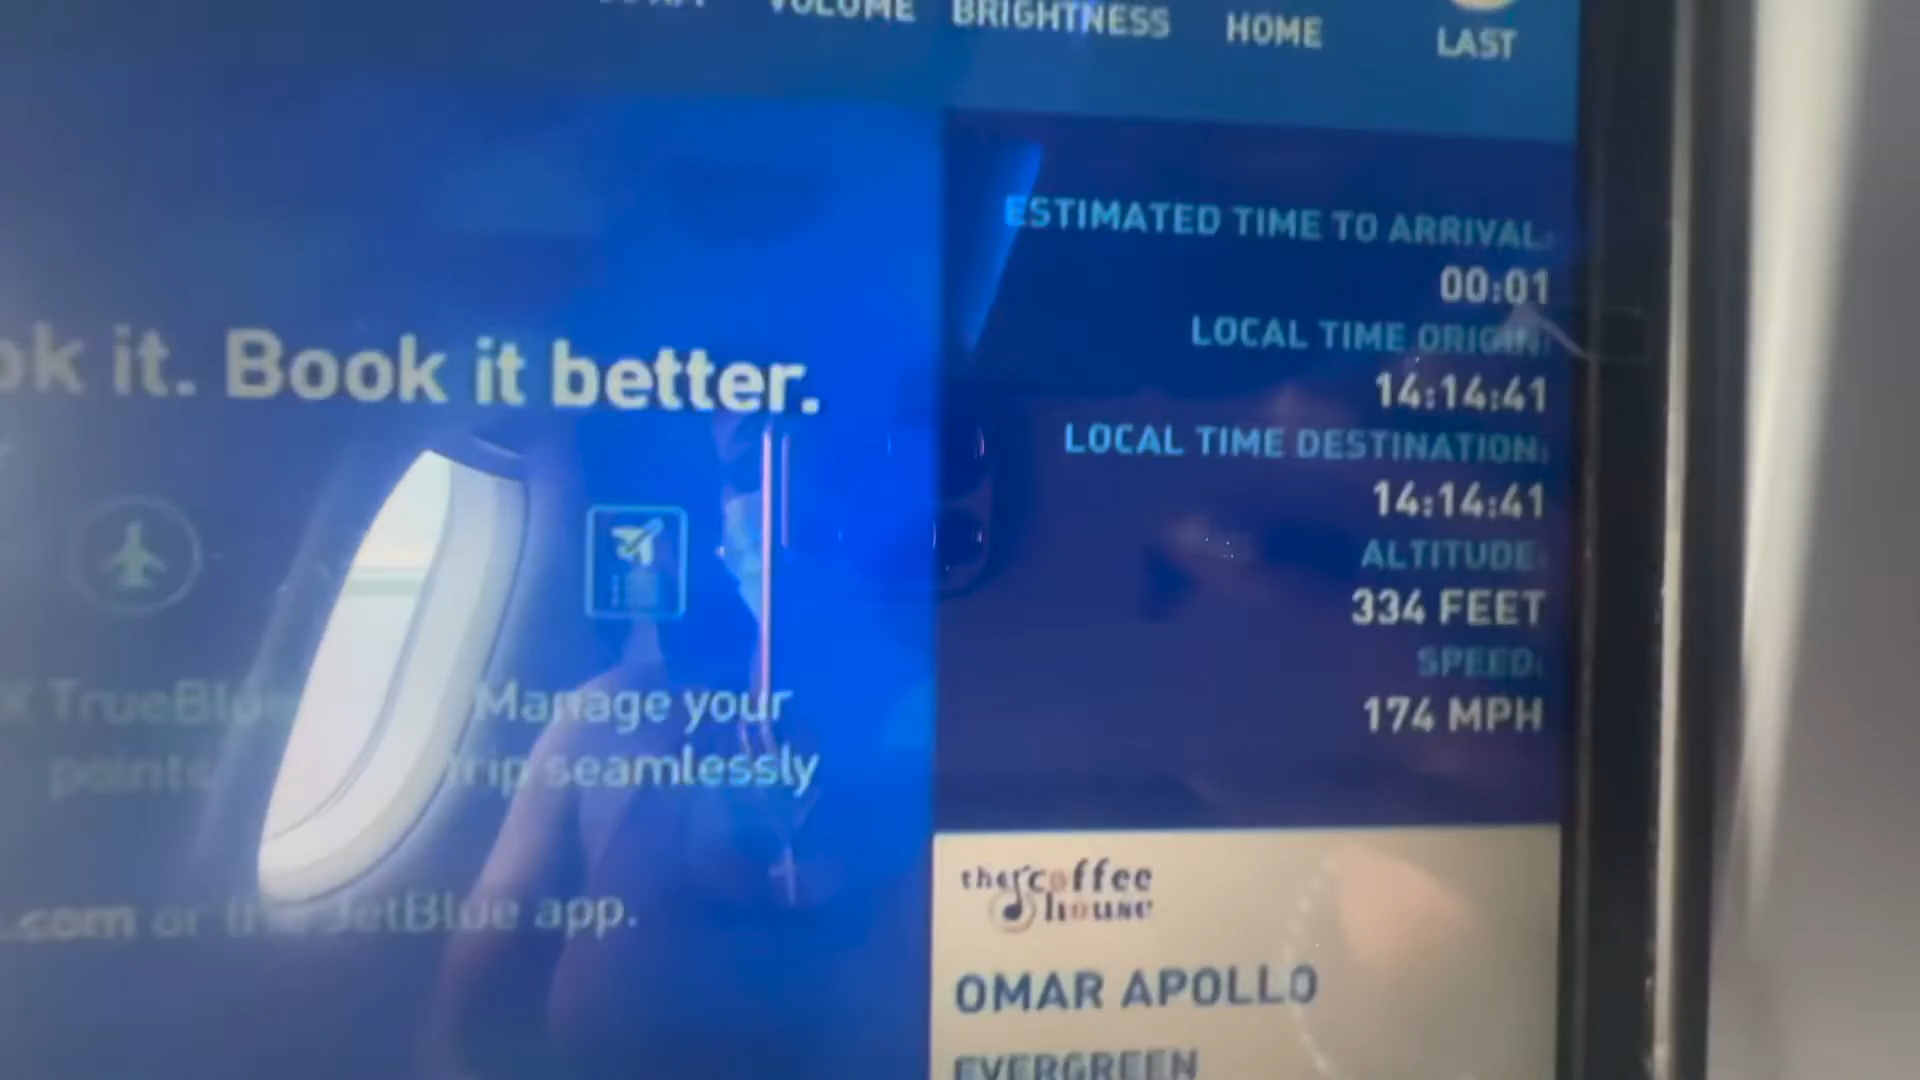 VOLUME
BRIGHTNESS
HOME
LAST
ok it. Book it better.
TrueBlue
points
Manage your
trip seamlessly
.com or the JetBlue app.
ESTIMATED TIME TO ARRIVAL:
00:01
LOCAL TIME ORIGIN:
14:14:41
LOCAL TIME DESTINATION:
14:14:41
ALTITUDE:
334 FEET
SPEED:
174 MPH
the coffee
house
OMAR APOLLO
EVERGREEN